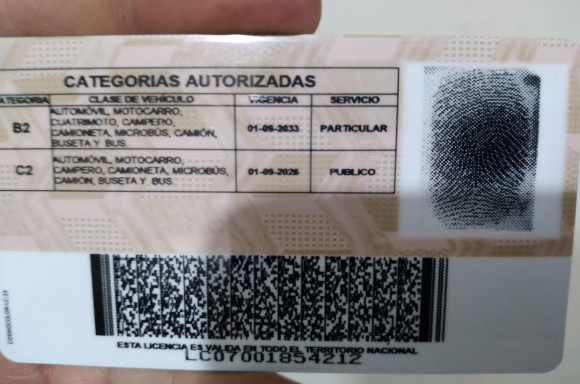 CATEGORIAS AUTORIZADAS
CATEGORIA CLASE DE VEHÍCULO VIGENCIA SERVICIO
B2 AUTOMÓVIL, MOTOCARRO, CUATRIMOTO, CAMPERO, CAMIONETA, MICROBÚS, CAMIÓN, BUSETA Y BUS. 01-09-2033 PARTICULAR
C2 AUTOMÓVIL, MOTOCARRO, CAMPERO, CAMIONETA, MICROBÚS, CAMIÓN, BUSETA Y BUS. 01-09-2026 PUBLICO
ESTA LICENCIA ES VALIDA EN TODO EL TERRITORIO NACIONAL
LC07001854212